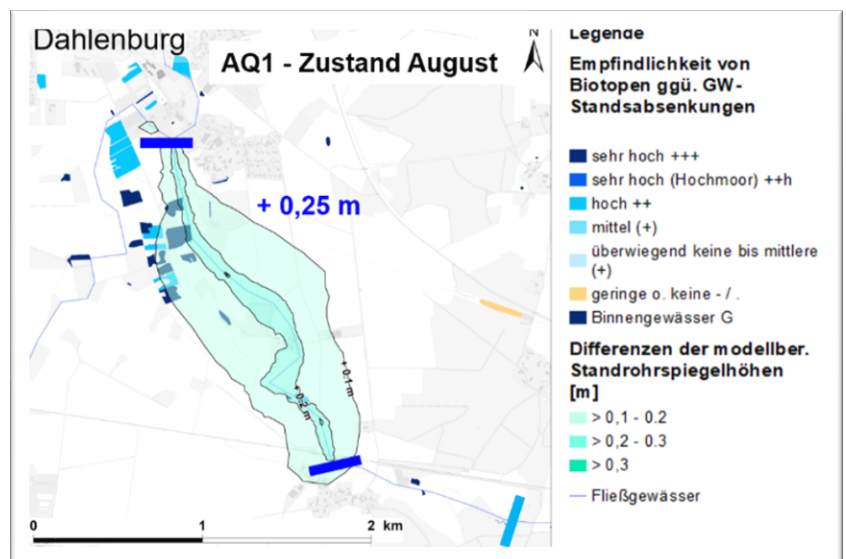 Dahlenburg
AQ1 - Zustand August
N
+ 0,25 m
+ 0.1 m
+ 0.2 m
0 1 2 km
Legende
Empfindlichkeit von
Biotopen ggü. GW-
Standsabsenkungen
sehr hoch +++
sehr hoch (Hochmoor) ++h
hoch ++
mittel (+)
überwiegend keine bis mittlere
(+)
geringe o. keine - / .
Binnengewässer G
Differenzen der modellber.
Standrohrspiegelhöhen
[m]
> 0,1 - 0.2
> 0,2 - 0.3
> 0,3
Fließgewässer